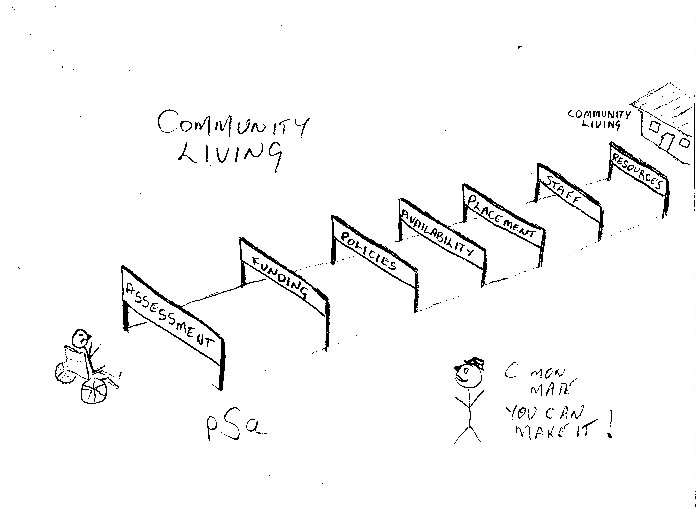 COMMUNITY
LIVING
COMMUNITY
LIVING
ASSESSMENT
FUNDING
POLICIES
AVAILABILITY
PLACEMENT
STAFF
RESOURCES
pSa
C MON
MATE
YOU CAN
MAKE IT!